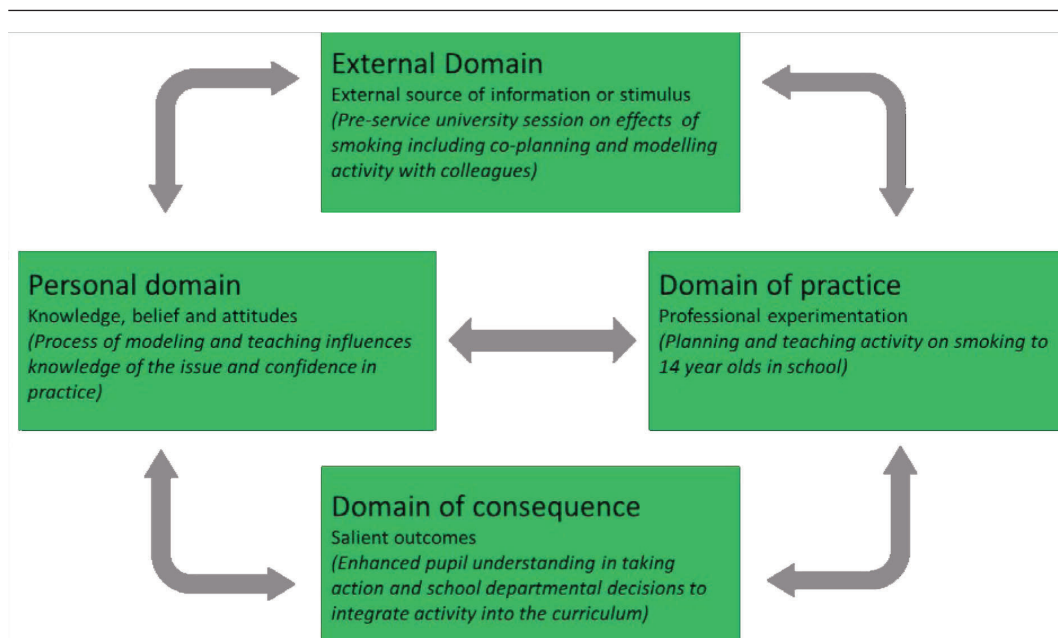 External Domain
External source of information or stimulus
(Pre-service university session on effects of
smoking including co-planning and modelling
activity with colleagues)
Personal domain
Knowledge, belief and attitudes
(Process of modeling and teaching influences
knowledge of the issue and confidence in
practice)
Domain of practice
Professional experimentation
(Planning and teaching activity on smoking to
14 year olds in school)
Domain of consequence
Salient outcomes
(Enhanced pupil understanding in taking
action and school departmental decisions to
integrate activity into the curriculum)